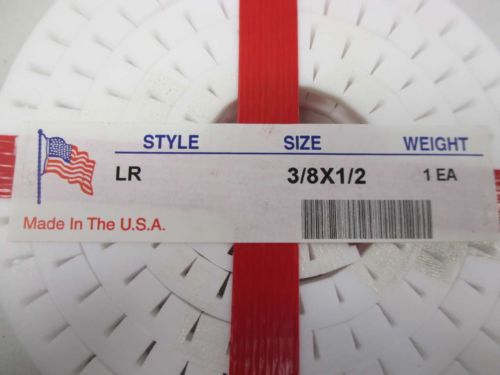 STYLE SIZE WEIGHT
LR 3/8X1/2 1 EA
Made In The U.S.A.